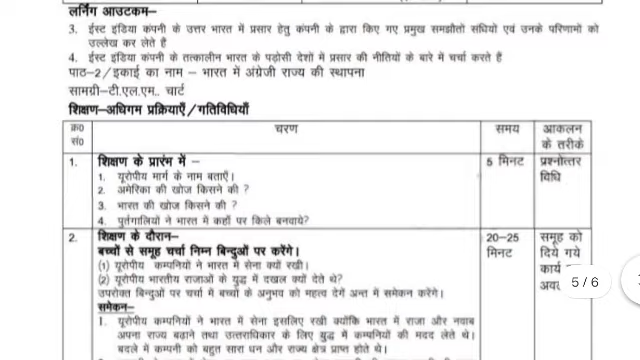 लर्निंग आउटकम–
3. ईस्ट इंडिया कंपनी के उत्तर भारत में प्रसार हेतु कंपनी के द्वारा किए गए प्रमुख समझौतो संधियो एवं उनके परिणामो को
उल्लेख कर लेते है
4. ईस्ट इंडिया कंपनी के तत्कालीन भारत के पड़ोसी देशों में प्रसार की नीतियों के बारे में चर्चा करते हैं
पाठ–2/इकाई का नाम – भारत में अंग्रेजी राज्य की स्थापना
सामग्री–टी.एल.एम.. चार्ट
शिक्षण–अधिगम प्रक्रियाएँ/गतिविधियाँ
क्र0 सं0 चरण समय आकलन के तरीके
1. शिक्षण के प्रारंभ में – 5 मिनट प्रश्नोत्तर विधि
1. यूरोपीय मार्ग के नाम बताएँ।
2. अमेरिका की खोज किसने की ?
3. भारत की खोज किसने की ?
4. पुर्तगालियों ने भारत में कहाँ पर किले बनवाये?
2. शिक्षण के दौरान– 20–25 मिनट समूह को दिये गये कार्य
बच्चों से समूह चर्चा निम्न बिन्दुओं पर करेंगे।
(1) यूरोपीय कम्पनियों ने भारत में सेना क्यों रखी।
(2) यूरोपीय भारतीय राजाओं के युद्ध में दखल क्यों देते थे?
उपरोक्त बिन्दुओं पर चर्चा में बच्चों के अनुभव को महत्व देगें अन्त में समेकन करेंगे।
समेकन–
1. यूरोपीय कम्पनियों ने भारत में सेना इसलिए रखी क्योंकि भारत में राजा और नवाब
अपना राज्य बढ़ाने तथा उत्तराधिकार के लिए युद्ध में कम्पनियों की मदद लेते थे।
बदले में कम्पनी को बहुत सारा धन और राज्य क्षेत्र प्राप्त होते थे।
5/6